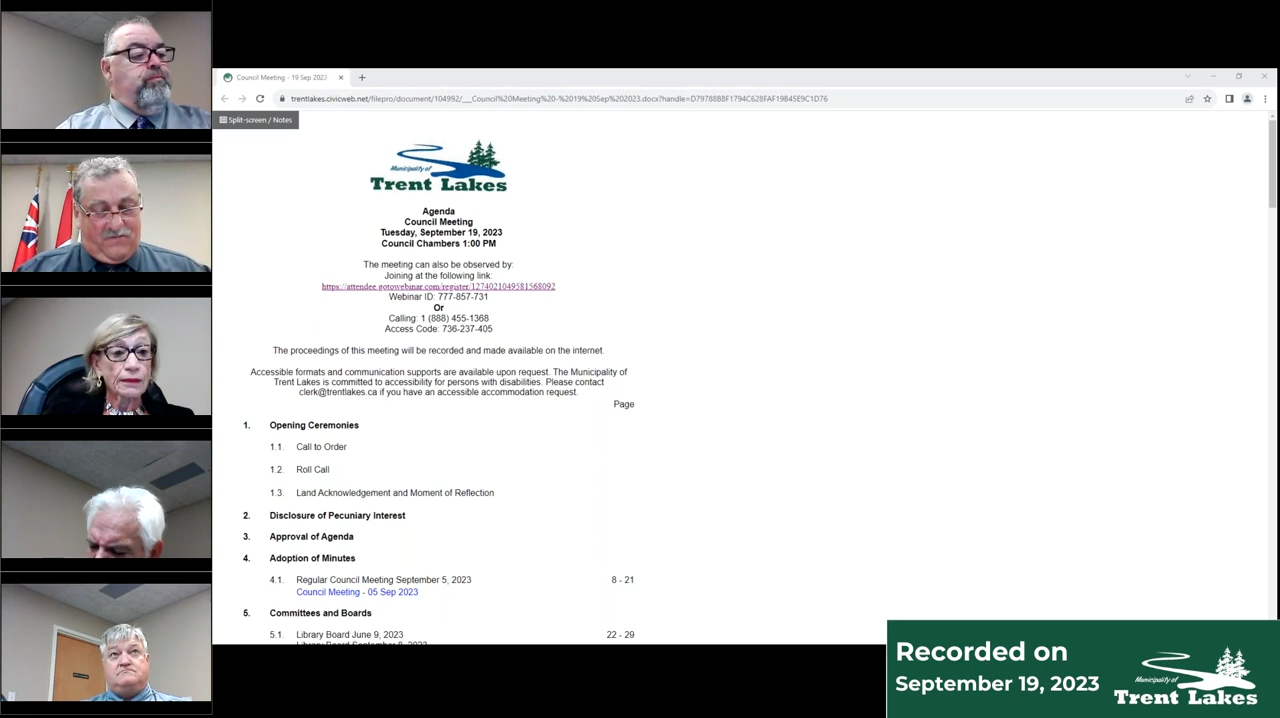 Council Meeting - 19 Sep 2023
trentlakes.civicweb.net/filepro/document/104992/___Council%20Meeting%20-%2019%20Sep%202023.docx?handle=D79788B8F1794C628FAF19B45E9C1D76
Split-screen / Notes
Municipality of
Trent Lakes
Agenda
Council Meeting
Tuesday, September 19, 2023
Council Chambers 1:00 PM
The meeting can also be observed by:
Joining at the following link:
https://attendee.gotowebinar.com/register/1274021049581568092
Webinar ID: 777-857-731
Or
Calling: 1 (888) 455-1368
Access Code: 736-237-405
The proceedings of this meeting will be recorded and made available on the internet.
Accessible formats and communication supports are available upon request. The Municipality of
Trent Lakes is committed to accessibility for persons with disabilities. Please contact
clerk@trentlakes.ca if you have an accessible accommodation request.
Page
1. Opening Ceremonies
1.1. Call to Order
1.2. Roll Call
1.3. Land Acknowledgement and Moment of Reflection
2. Disclosure of Pecuniary Interest
3. Approval of Agenda
4. Adoption of Minutes
4.1. Regular Council Meeting September 5, 2023 8 - 21
Council Meeting - 05 Sep 2023
5. Committees and Boards
5.1. Library Board June 9, 2023 22 - 29
Library Board September 8, 2023
Recorded on
September 19, 2023
Municipality of
Trent Lakes